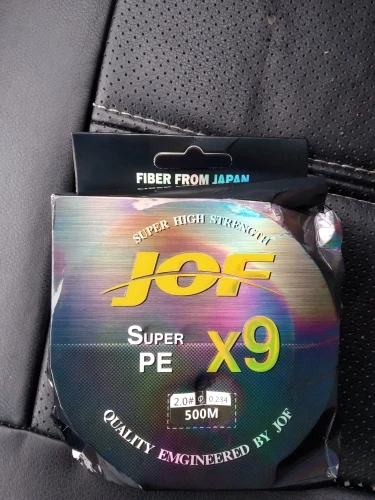 FIBER FROM JAPAN
SUPER HIGH STRENGTH
JOF
SUPER PE x9
2.0# ϕ 0.234
500M
QUALITY EMGINEERED BY JOF